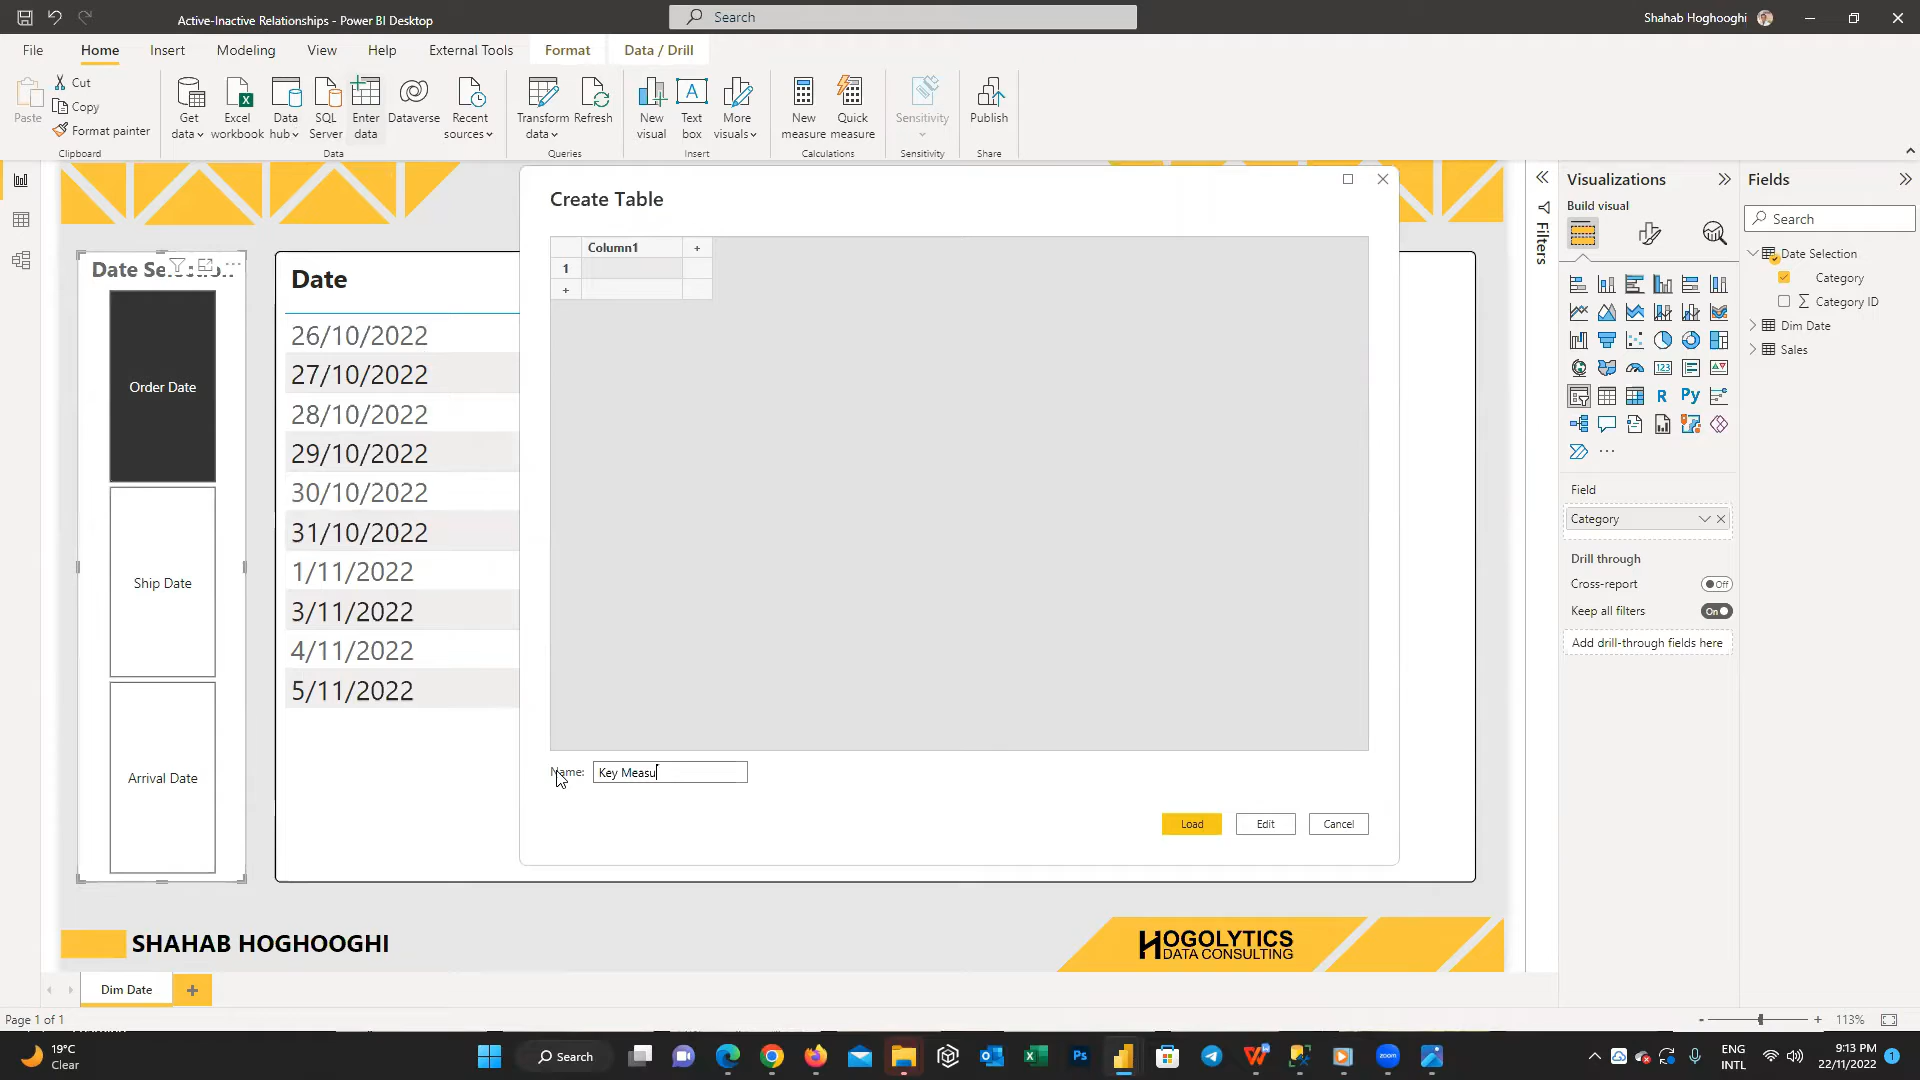 Active-Inactive Relationships - Power BI Desktop
Search
Shahab Hoghooghi
File
Home
Insert
Modeling
View
Help
External Tools
Format
Data / Drill
Paste
Cut
Copy
Format painter
Clipboard
Get data
Excel workbook
Data hub
SQL Server
Enter data
Dataverse
Recent sources
Data
Transform data
Refresh
Queries
New visual
Text box
More visuals
Insert
New measure
Quick measure
Calculations
Sensitivity
Sensitivity
Publish
Share
Date Se
Order Date
Ship Date
Arrival Date
Date
26/10/2022
27/10/2022
28/10/2022
29/10/2022
30/10/2022
31/10/2022
1/11/2022
3/11/2022
4/11/2022
5/11/2022
Create Table
Column1
+
1
+
Name: Key Measu
Load
Edit
Cancel
Filters
Visualizations
Build visual
Field
Category
Drill through
Cross-report
Off
Keep all filters
On
Add drill-through fields here
Fields
Search
Date Selection
Category
Category ID
Dim Date
Sales
SHAHAB HOGHOOGHI
HOGOLYTICS
DATA CONSULTING
Dim Date
+
Page 1 of 1
113%
19°C
Clear
Search
ENG
INTL
9:13 PM
22/11/2022
1